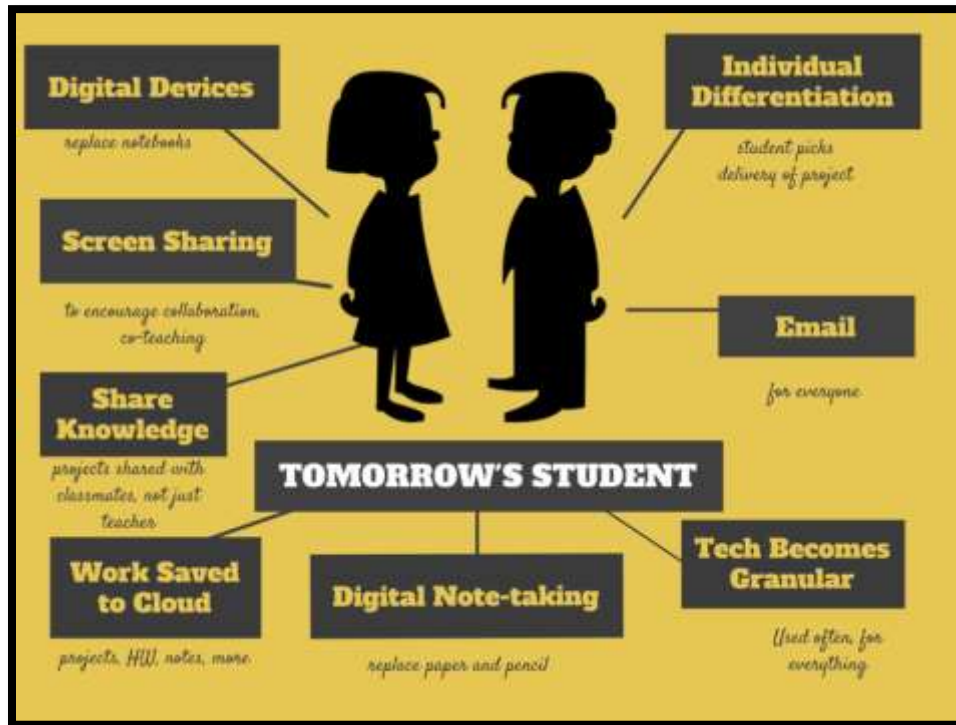 Digital Devices
replace notebooks
Individual
Differentiation
student picks
delivery of project
Screen Sharing
to encourage collaboration,
co-teaching
Email
for everyone
Share
Knowledge
projects shared with
classmates, not just
teacher
TOMORROW'S STUDENT
Work Saved
to Cloud
projects, HW, notes, more
Digital Note-taking
replace paper and pencil
Tech Becomes
Granular
Used often, for
everything